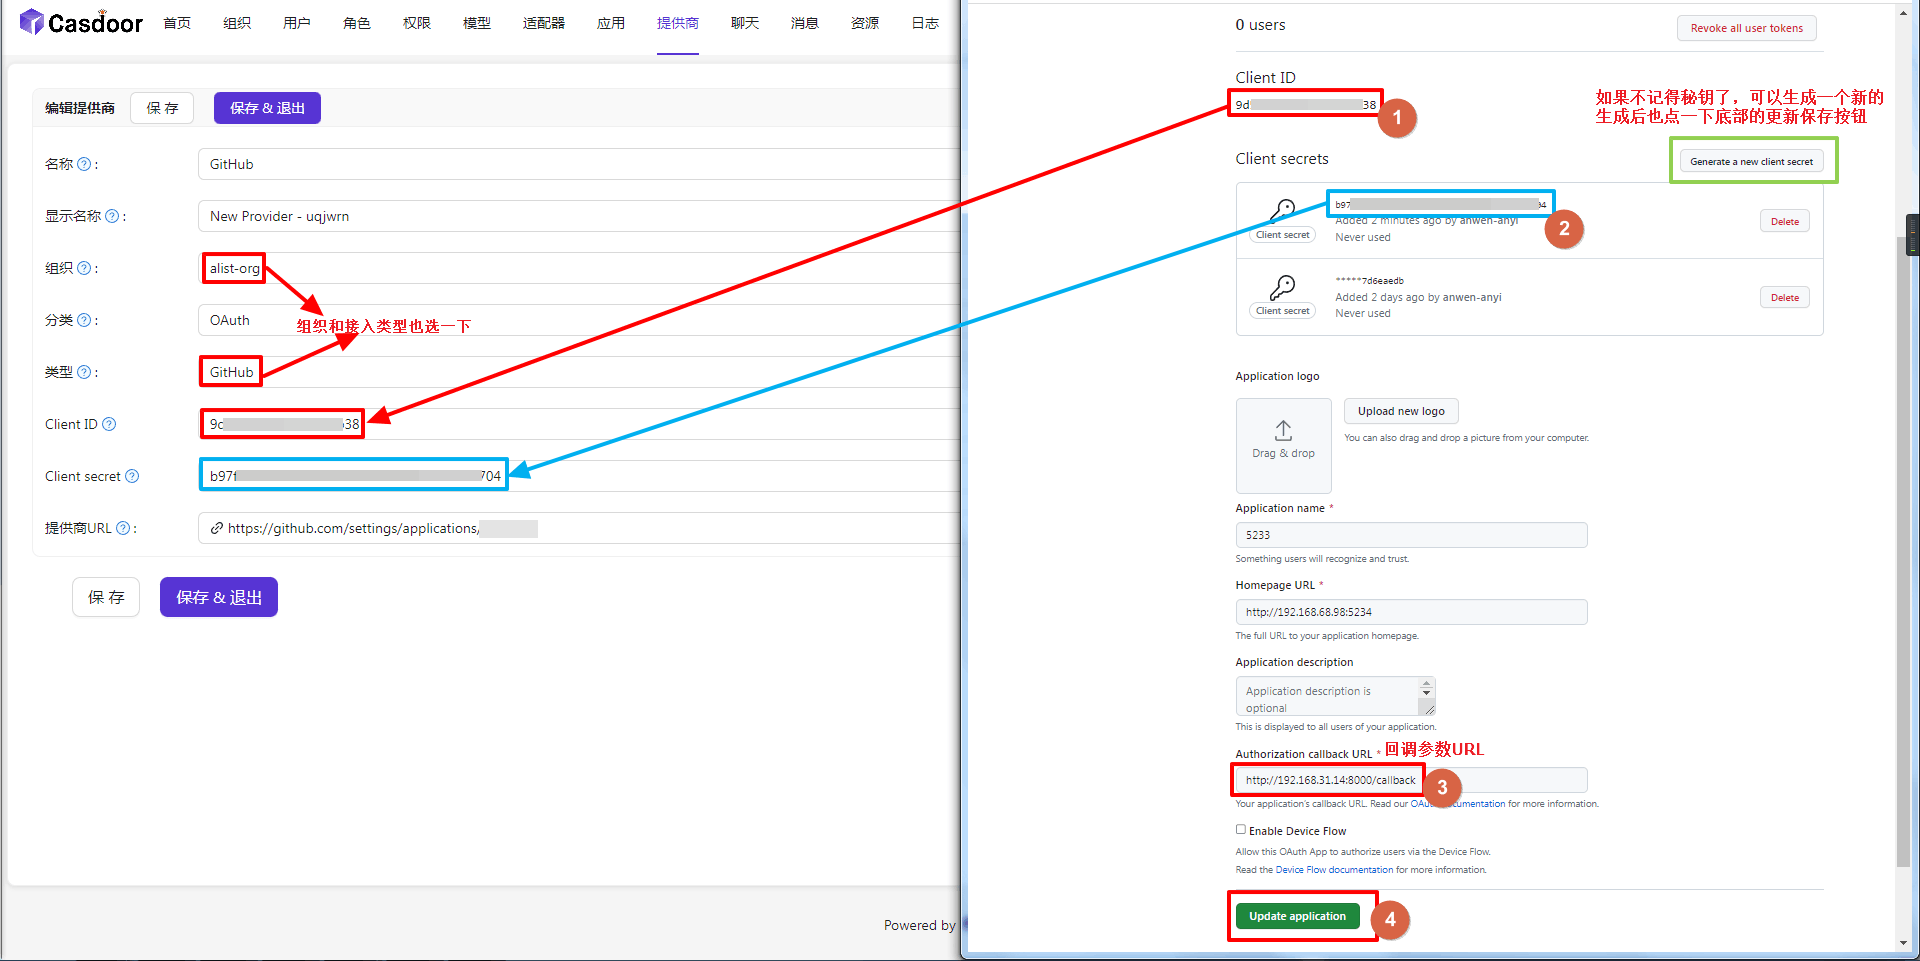 Casdoor
首页 组织 用户 角色 权限 模型 适配器 应用 提供商 聊天 消息 资源 日志
编辑提供商 保 存 保存 & 退出
名称 ? : GitHub
显示名称 ? : New Provider - uqjwrn
组织 ? : alist-org
分类 ? : OAuth
组织和接入类型也选一下
类型 ? : GitHub
Client ID ? 9c 38
Client secret ? b97f 704
提供商URL ? : https://github.com/settings/applications/
保 存 保存 & 退出
Powered by
0 users
Revoke all user tokens
Client ID
9d 38
1
如果不记得秘钥了，可以生成一个新的
生成后也点一下底部的更新保存按钮
Client secrets
Generate a new client secret
b97 04
2
Added 2 minutes ago by anwen-anyi
Client secret
Never used
Delete
*****7d6eaedb
Added 2 days ago by anwen-anyi
Client secret
Never used
Delete
Application logo
Upload new logo
You can also drag and drop a picture from your computer.
Drag & drop
Application name *
5233
Something users will recognize and trust.
Homepage URL *
http://192.168.68.98:5234
The full URL to your application homepage.
Application description
Application description is
optional
This is displayed to all users of your application.
Authorization callback URL * 回调参数URL
http://192.168.31.14:8000/callback
3
Your application's callback URL. Read our OAuth documentation for more information.
Enable Device Flow
Allow this OAuth App to authorize users via the Device Flow.
Read the Device Flow documentation for more information.
Update application
4